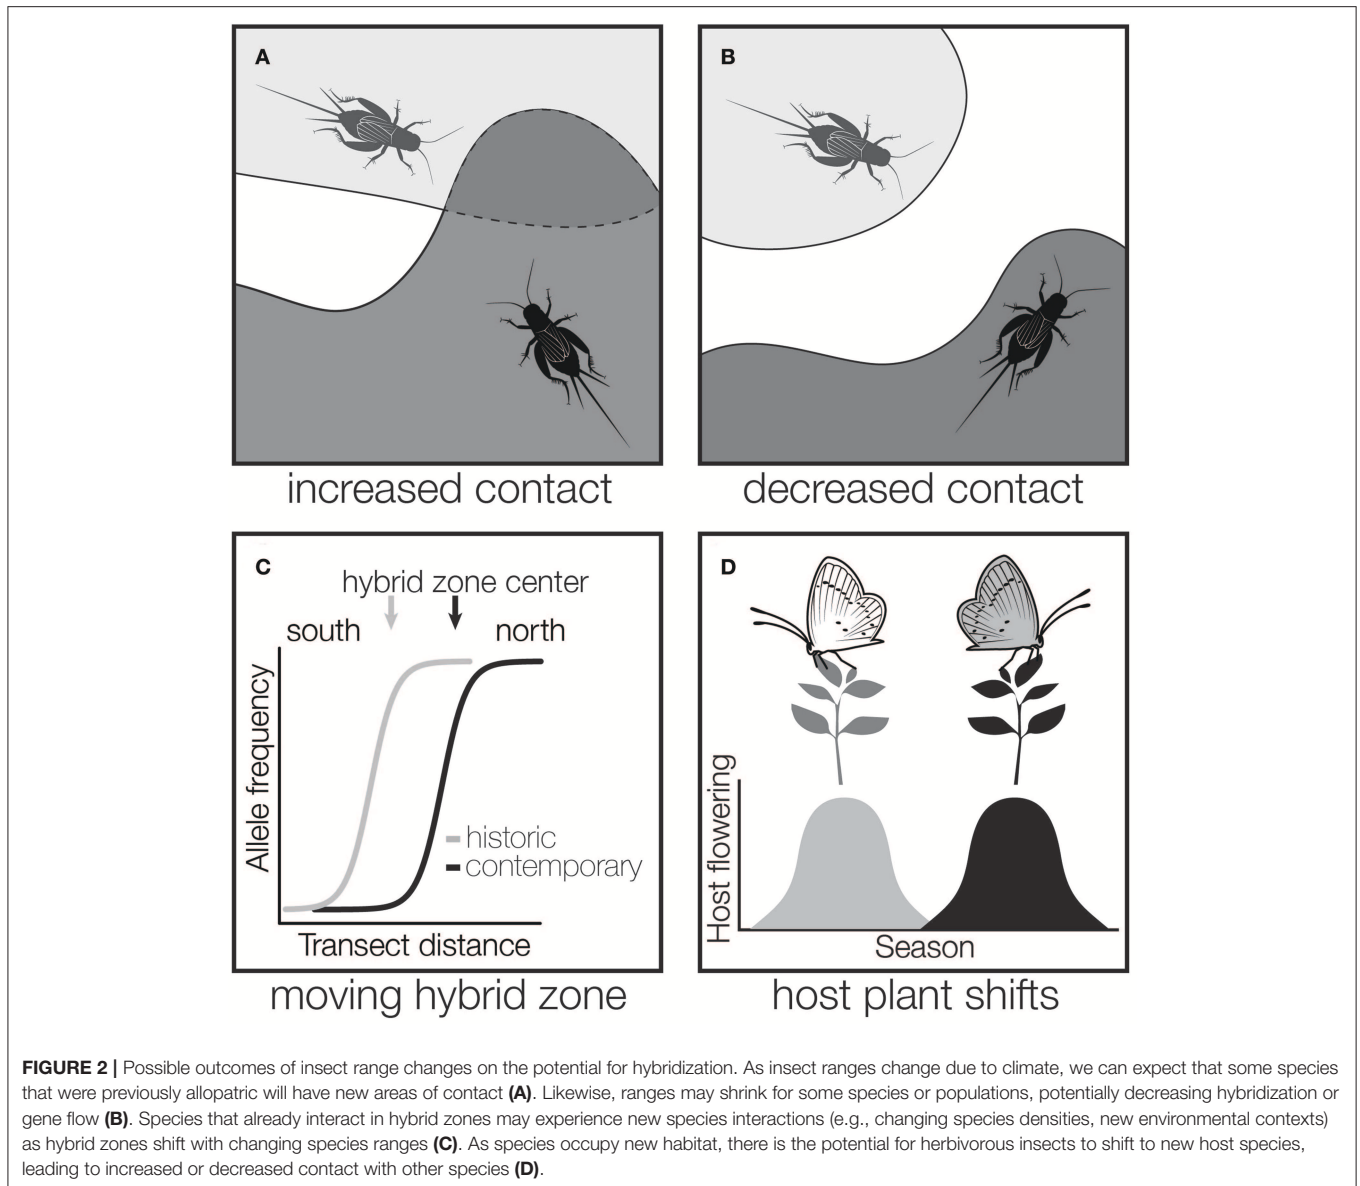 A
B
increased contact
decreased contact
C
hybrid zone center
south
north
Allele frequency
historic
contemporary
Transect distance
moving hybrid zone
D
Host flowering
Season
host plant shifts
FIGURE 2 | Possible outcomes of insect range changes on the potential for hybridization. As insect ranges change due to climate, we can expect that some species
that were previously allopatric will have new areas of contact (A). Likewise, ranges may shrink for some species or populations, potentially decreasing hybridization or
gene flow (B). Species that already interact in hybrid zones may experience new species interactions (e.g., changing species densities, new environmental contexts)
as hybrid zones shift with changing species ranges (C). As species occupy new habitat, there is the potential for herbivorous insects to shift to new host species,
leading to increased or decreased contact with other species (D).